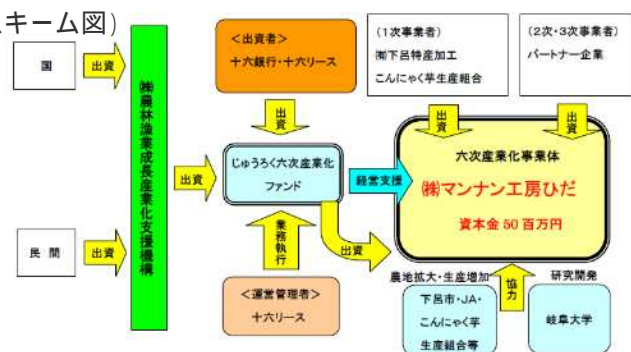 スキーム図)
国
出資
民間
出資
㈱農林漁業成長産業化支援機構
出資
<出資者>
十六銀行・十六リース
出資
じゅうろく六次産業化
ファンド
業務執行
<運営管理者>
十六リース
経営支援
出資
(1次事業者)
㈱下呂特産加工
こんにゃく芋生産組合
出資
(2次・3次事業者)
パートナー企業
出資
六次産業化事業体
㈱マンナン工房ひだ
資本金50百万円
農地拡大・生産増加
下呂市・JA・
こんにゃく芋
生産組合等
協力
研究開発
岐阜大学